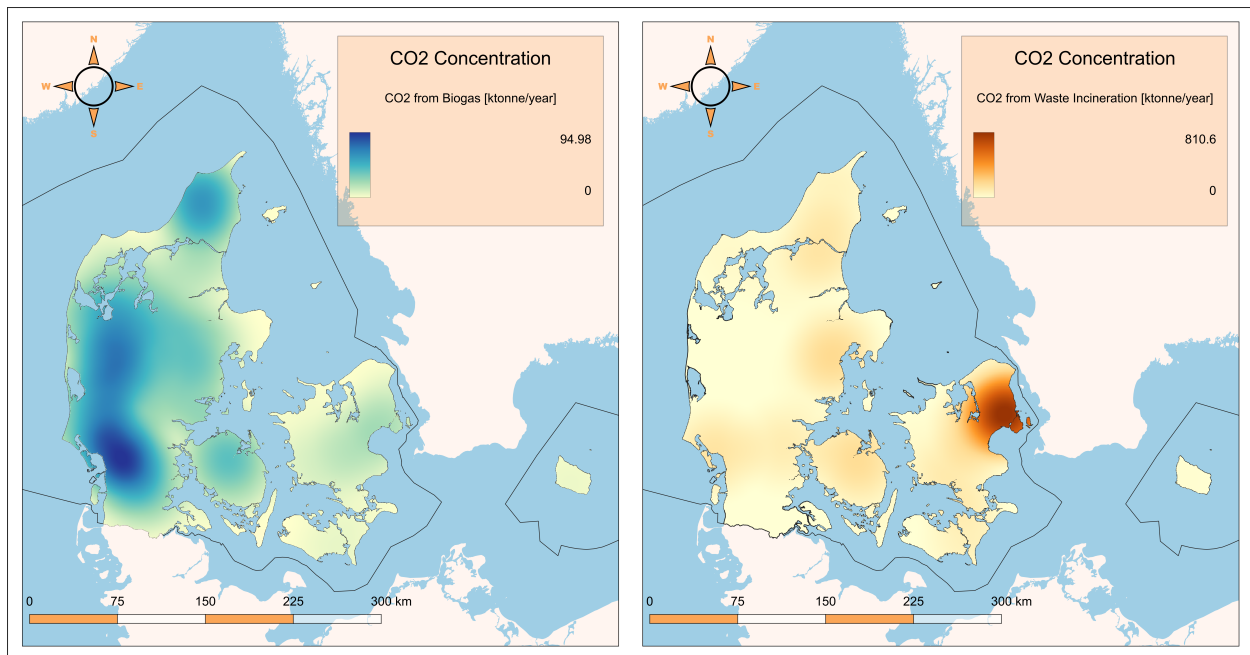 N
W
E
S
CO2 Concentration
CO2 from Biogas [ktonne/year]
94.98
0
0 75 150 225 300 km
N
W
E
S
CO2 Concentration
CO2 from Waste Incineration [ktonne/year]
810.6
0
0 75 150 225 300 km